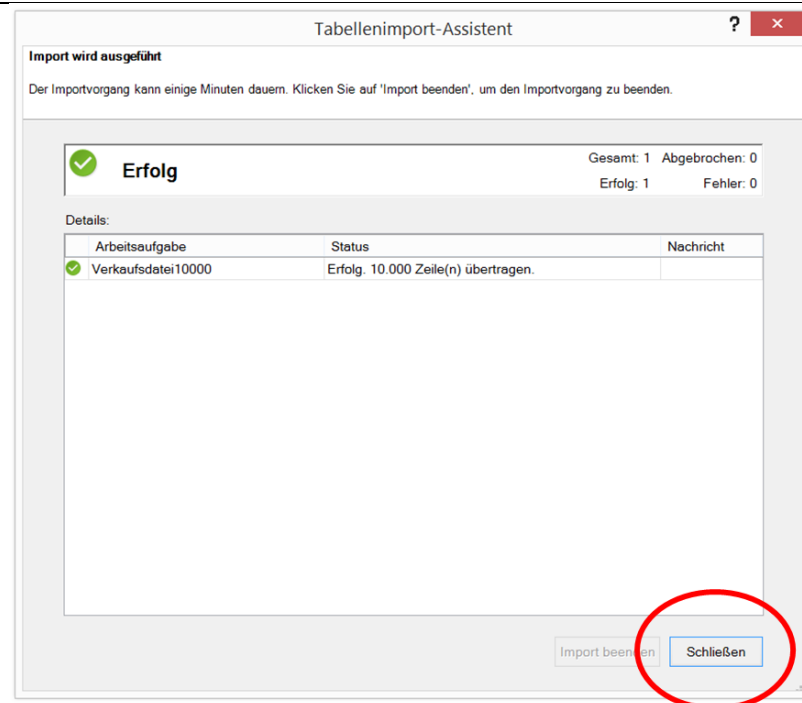 Tabellenimport-Assistent
?
Import wird ausgeführt
Der Importvorgang kann einige Minuten dauern. Klicken Sie auf 'Import beenden', um den Importvorgang zu beenden.
Erfolg
Gesamt: 1 Abgebrochen: 0
Erfolg: 1 Fehler: 0
Details:
Arbeitsaufgabe Status Nachricht
Verkaufsdatei10000 Erfolg. 10.000 Zeile(n) übertragen.
Import beenden Schließen